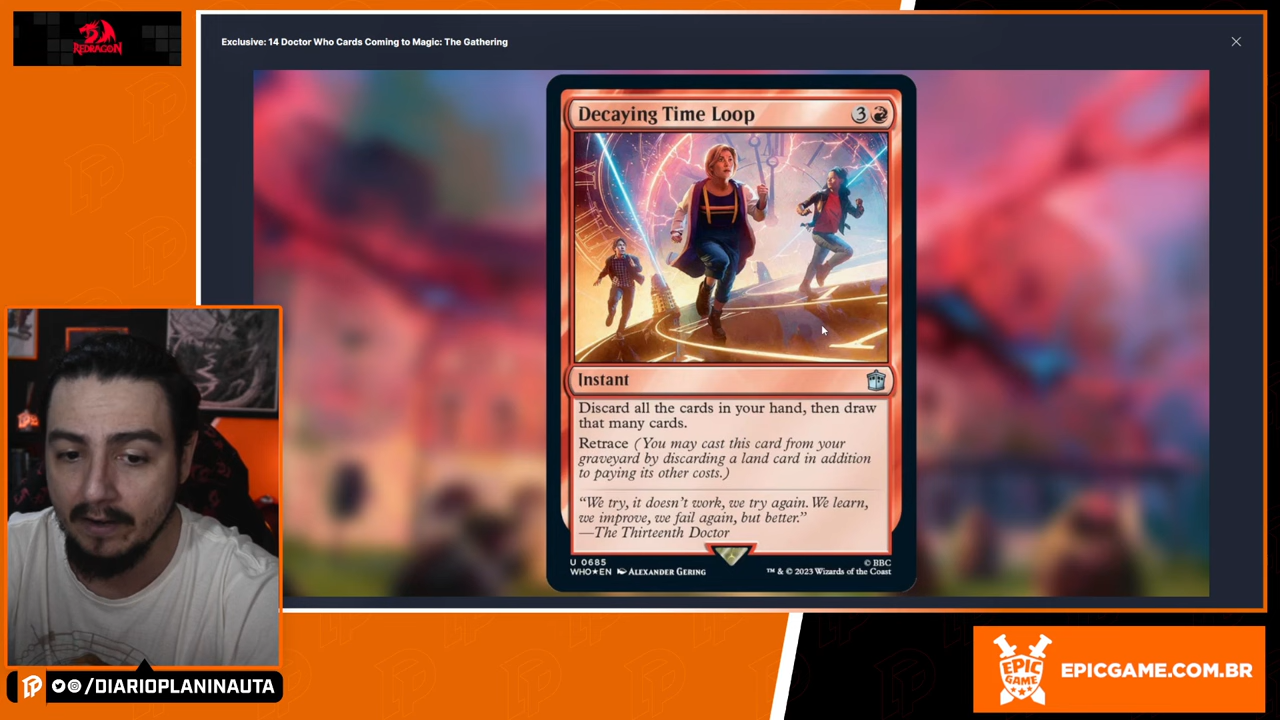 REDRAGON
Exclusive: 14 Doctor Who Cards Coming to Magic: The Gathering
Decaying Time Loop
3
Instant
Discard all the cards in your hand, then draw
that many cards.
Retrace (You may cast this card from your
graveyard by discarding a land card in addition
to paying its other costs.)
“We try, it doesn’t work, we try again. We learn,
we improve, we fail again, but better.”
—The Thirteenth Doctor
U 0685
WHO★EN ALEXANDER GERING
© BBC
™ & © 2023 Wizards of the Coast
/DIARIOPLANINAUTA
EPIC
GAME
EPICGAME.COM.BR